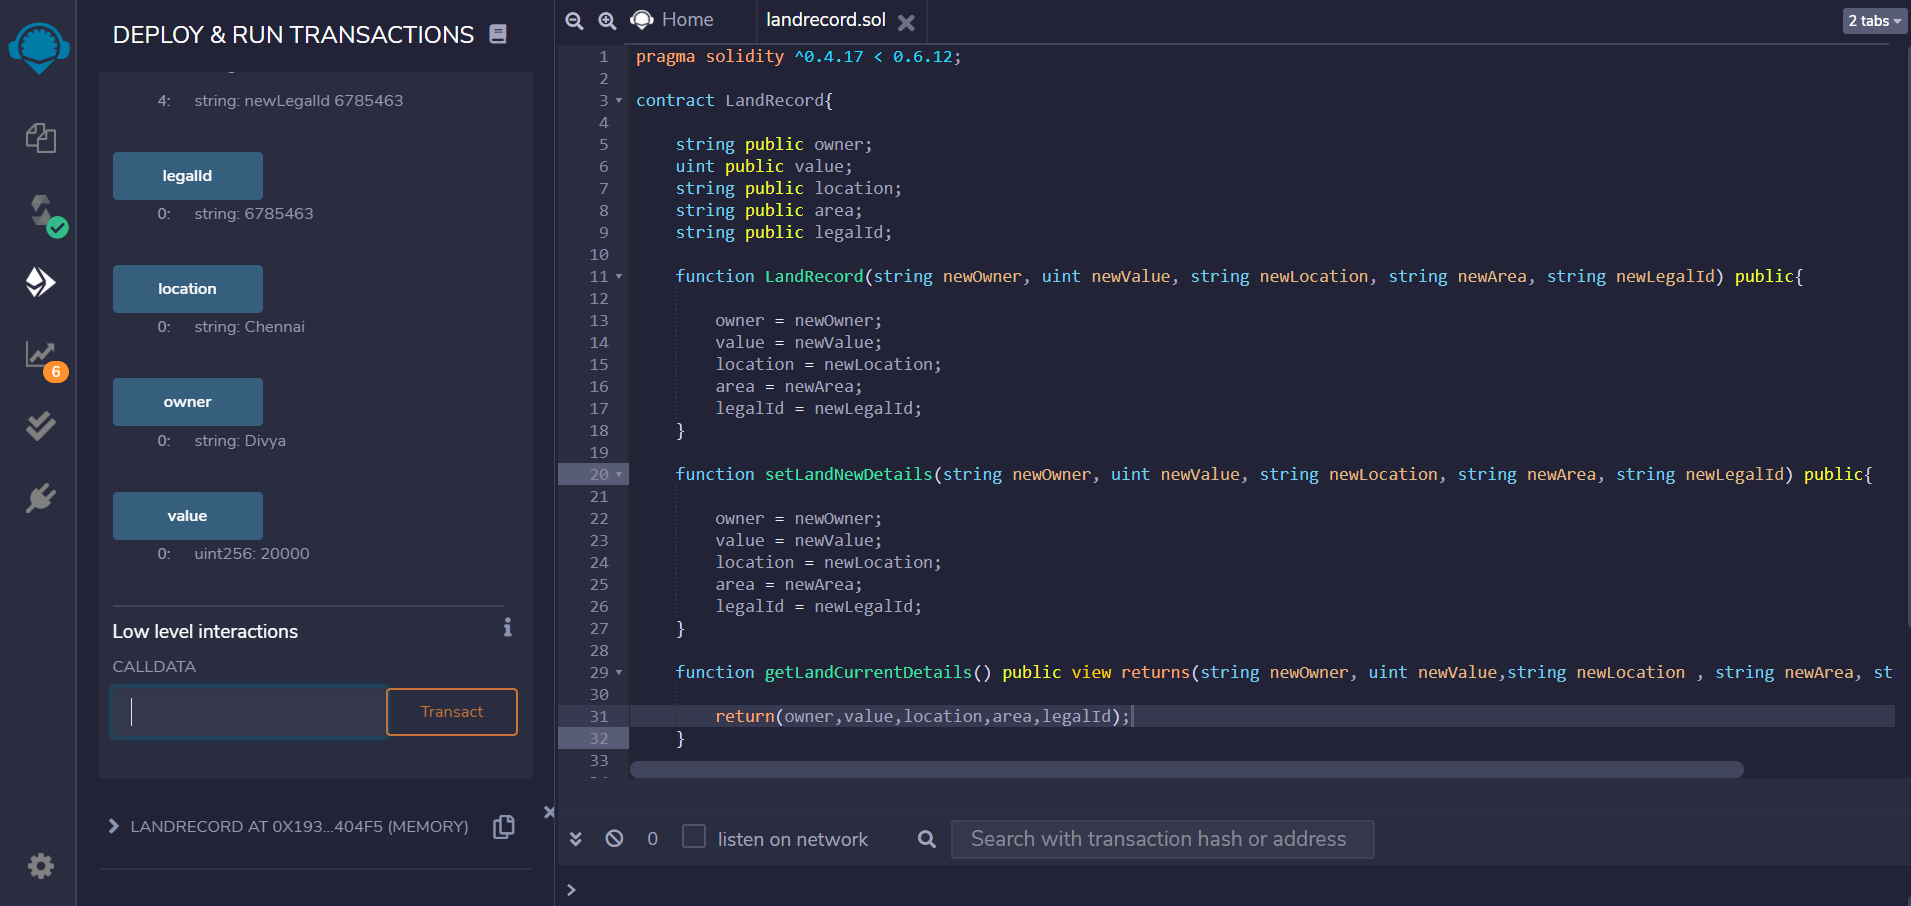 DEPLOY & RUN TRANSACTIONS
4: string: newLegalId 6785463
legalId
0: string: 6785463
location
0: string: Chennai
owner
0: string: Divya
value
0: uint256: 20000
Low level interactions
CALLDATA
Transact
LANDRECORD AT 0X193...404F5 (MEMORY)
6
Home
landrecord.sol
2 tabs
1 pragma solidity ^0.4.17 < 0.6.12;
2
3 contract LandRecord{
4
5 string public owner;
6 uint public value;
7 string public location;
8 string public area;
9 string public legalId;
10
11 function LandRecord(string newOwner, uint newValue, string newLocation, string newArea, string newLegalId) public{
12
13 owner = newOwner;
14 value = newValue;
15 location = newLocation;
16 area = newArea;
17 legalId = newLegalId;
18 }
19
20 function setLandNewDetails(string newOwner, uint newValue, string newLocation, string newArea, string newLegalId) public{
21
22 owner = newOwner;
23 value = newValue;
24 location = newLocation;
25 area = newArea;
26 legalId = newLegalId;
27 }
28
29 function getLandCurrentDetails() public view returns(string newOwner, uint newValue,string newLocation , string newArea, st
30
31 return(owner,value,location,area,legalId);
32 }
33
0 listen on network
Search with transaction hash or address
>